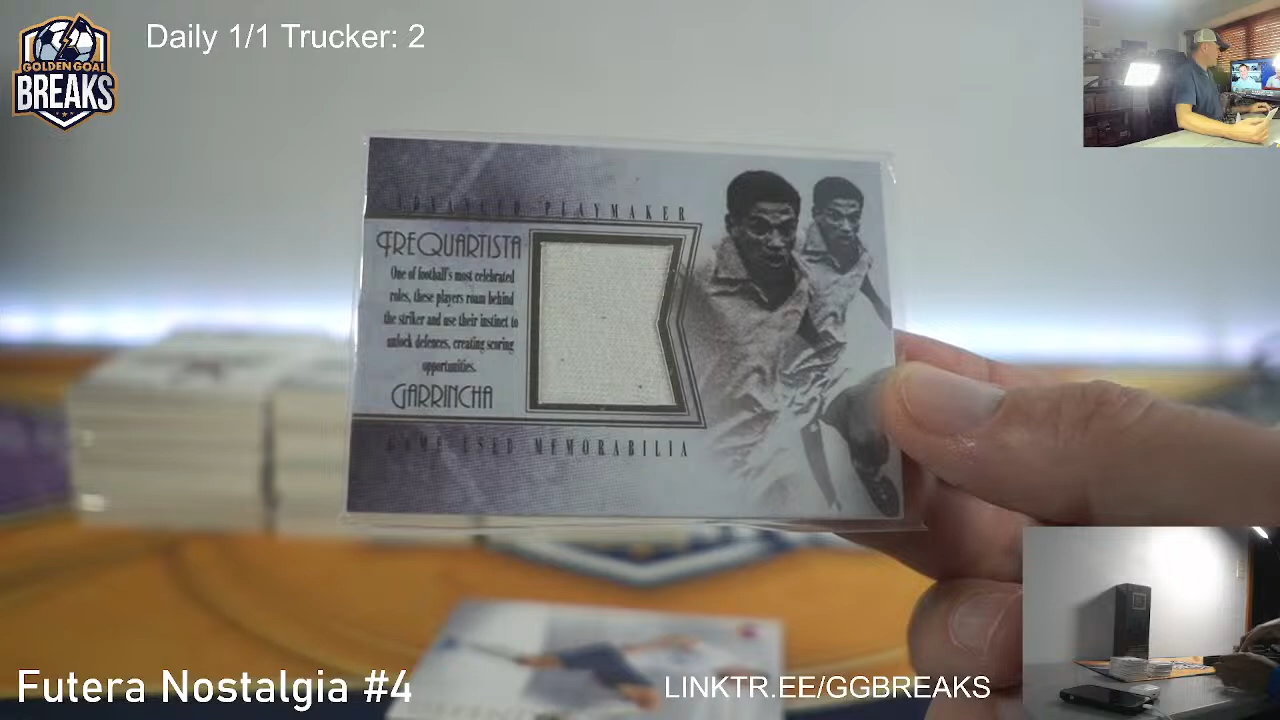 Daily 1/1 Trucker: 2
GOLDEN GOAL
BREAKS
ADVANCED PLAYMAKER
TREQUARTISTA
One of football's most celebrated
roles, these players roam behind
the striker and use their instinct to
unlock defences, creating scoring
opportunities.
GARRINCHA
GAME USED MEMORABILIA
Futera Nostalgia #4
LINKTR.EE/GGBREAKS